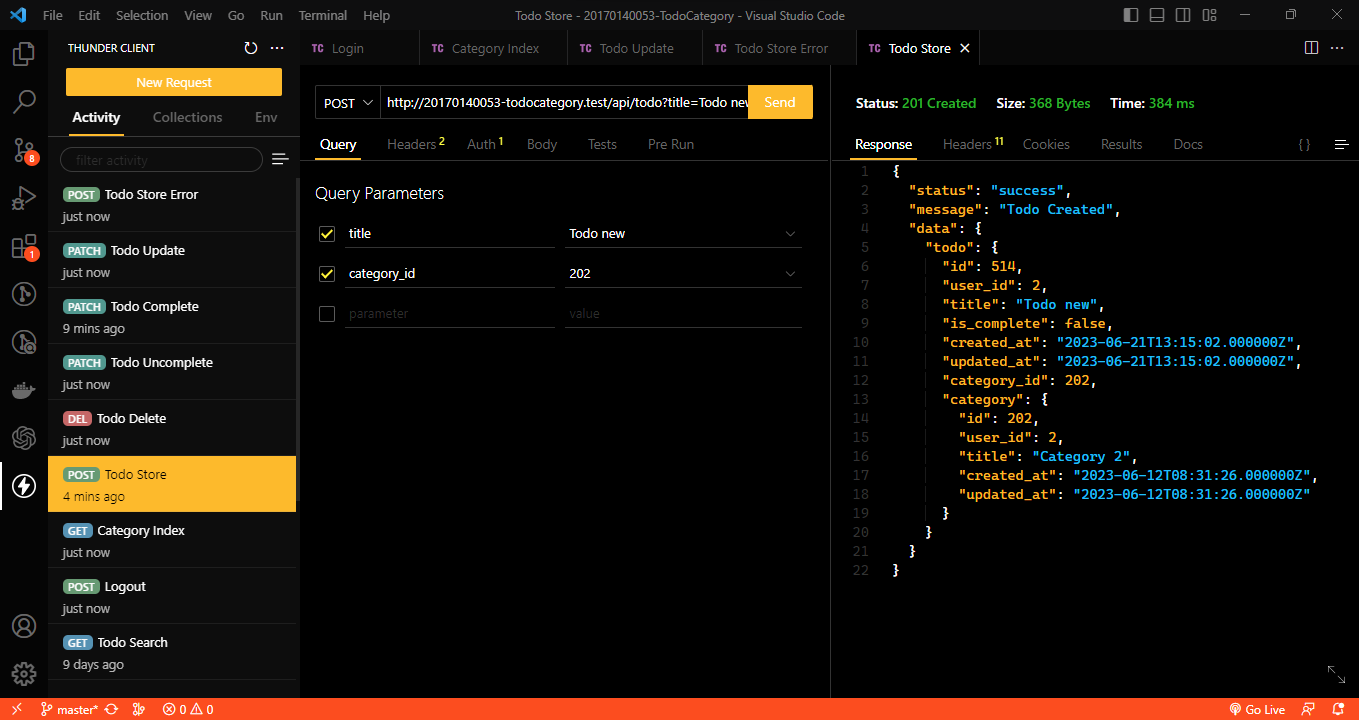 File Edit Selection View Go Run Terminal Help
Todo Store - 20170140053-TodoCategory - Visual Studio Code
THUNDER CLIENT
New Request
Activity Collections Env
filter activity
POST Todo Store Error
just now
PATCH Todo Update
just now
PATCH Todo Complete
9 mins ago
PATCH Todo Uncomplete
just now
DEL Todo Delete
just now
POST Todo Store
4 mins ago
GET Category Index
just now
POST Logout
just now
GET Todo Search
9 days ago
8
1
TC Login TC Category Index TC Todo Update TC Todo Store Error TC Todo Store
POST http://20170140053-todocategory.test/api/todo?title=Todo new Send
Query Headers 2 Auth 1 Body Tests Pre Run
Query Parameters
title Todo new
category_id 202
parameter value
Status: 201 Created Size: 368 Bytes Time: 384 ms
Response Headers 11 Cookies Results Docs { }
1 {
2 "status": "success",
3 "message": "Todo Created",
4 "data": {
5 "todo": {
6 "id": 514,
7 "user_id": 2,
8 "title": "Todo new",
9 "is_complete": false,
10 "created_at": "2023-06-21T13:15:02.000000Z",
11 "updated_at": "2023-06-21T13:15:02.000000Z",
12 "category_id": 202,
13 "category": {
14 "id": 202,
15 "user_id": 2,
16 "title": "Category 2",
17 "created_at": "2023-06-12T08:31:26.000000Z",
18 "updated_at": "2023-06-12T08:31:26.000000Z"
19 }
20 }
21 }
22 }
master* 0 0 Go Live